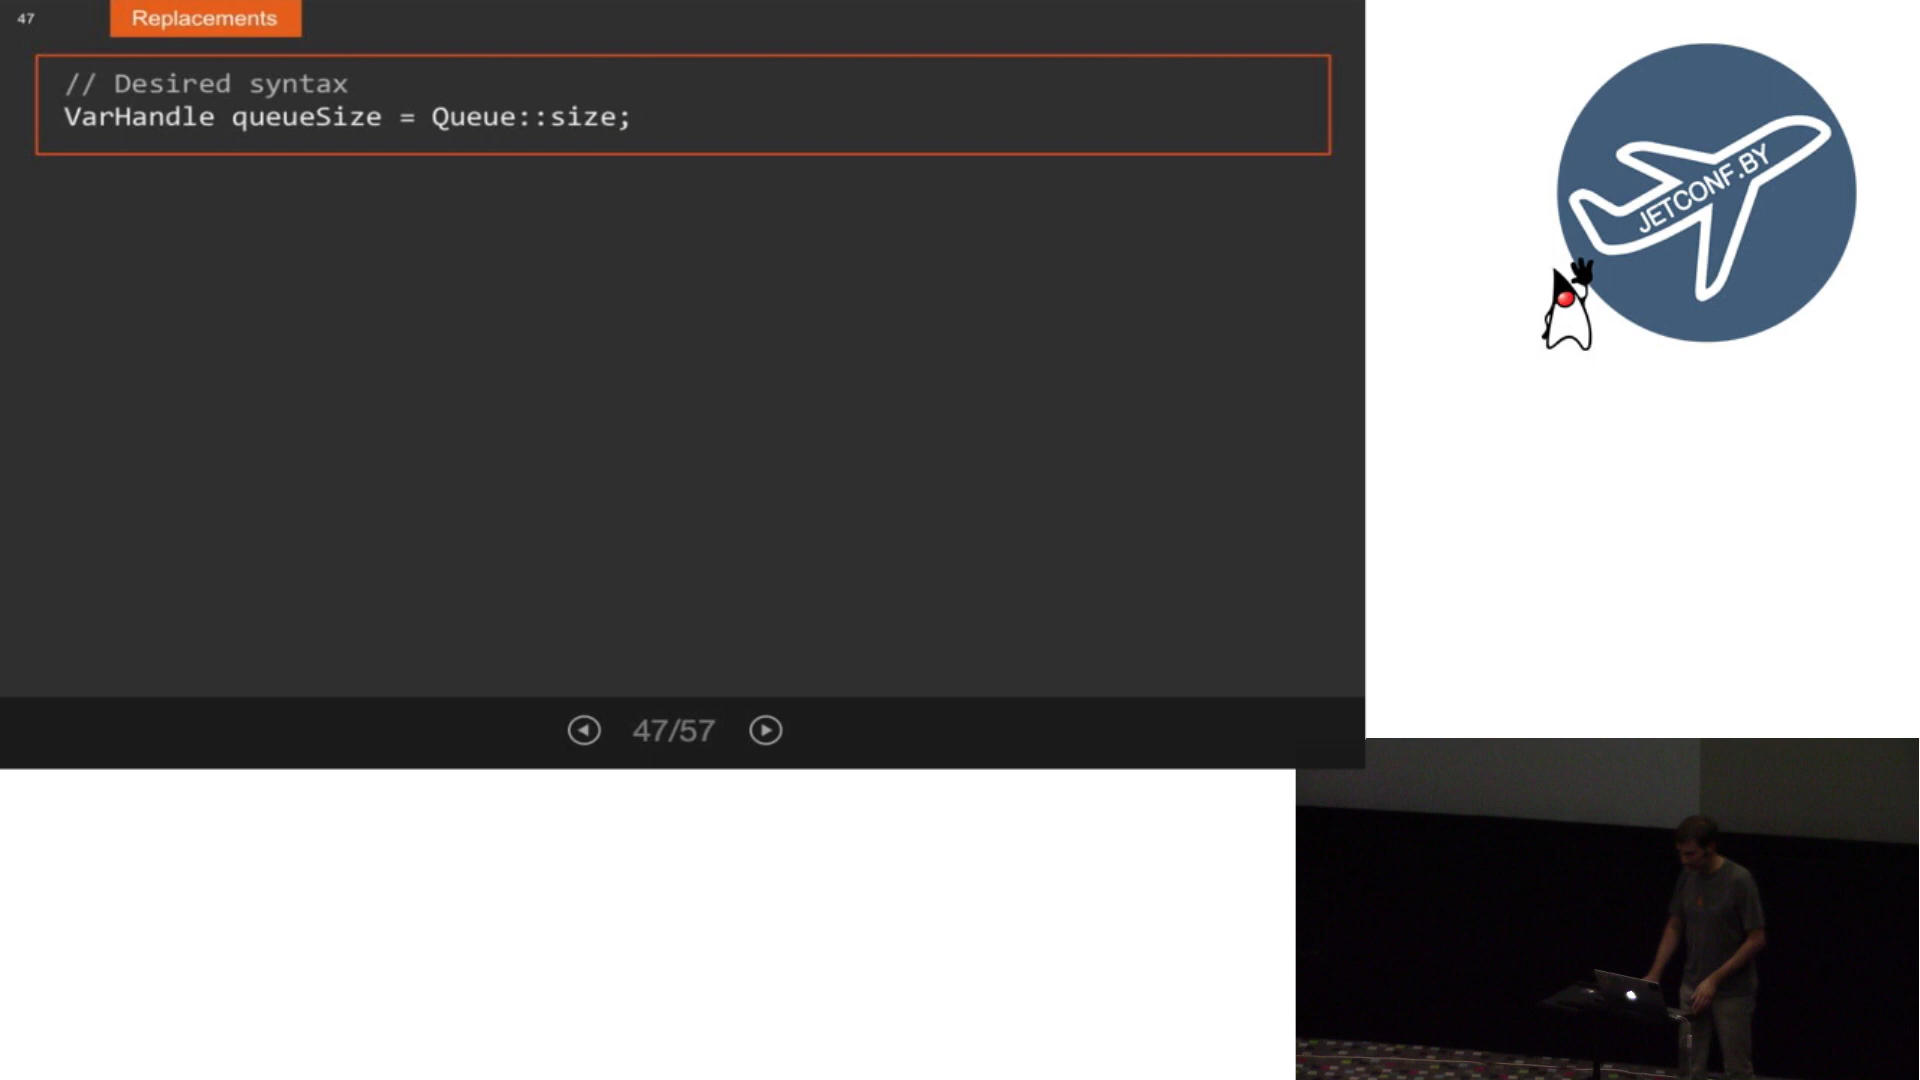 47
Replacements
// Desired syntax
VarHandle queueSize = Queue::size;
47/57
JETCONF.BY